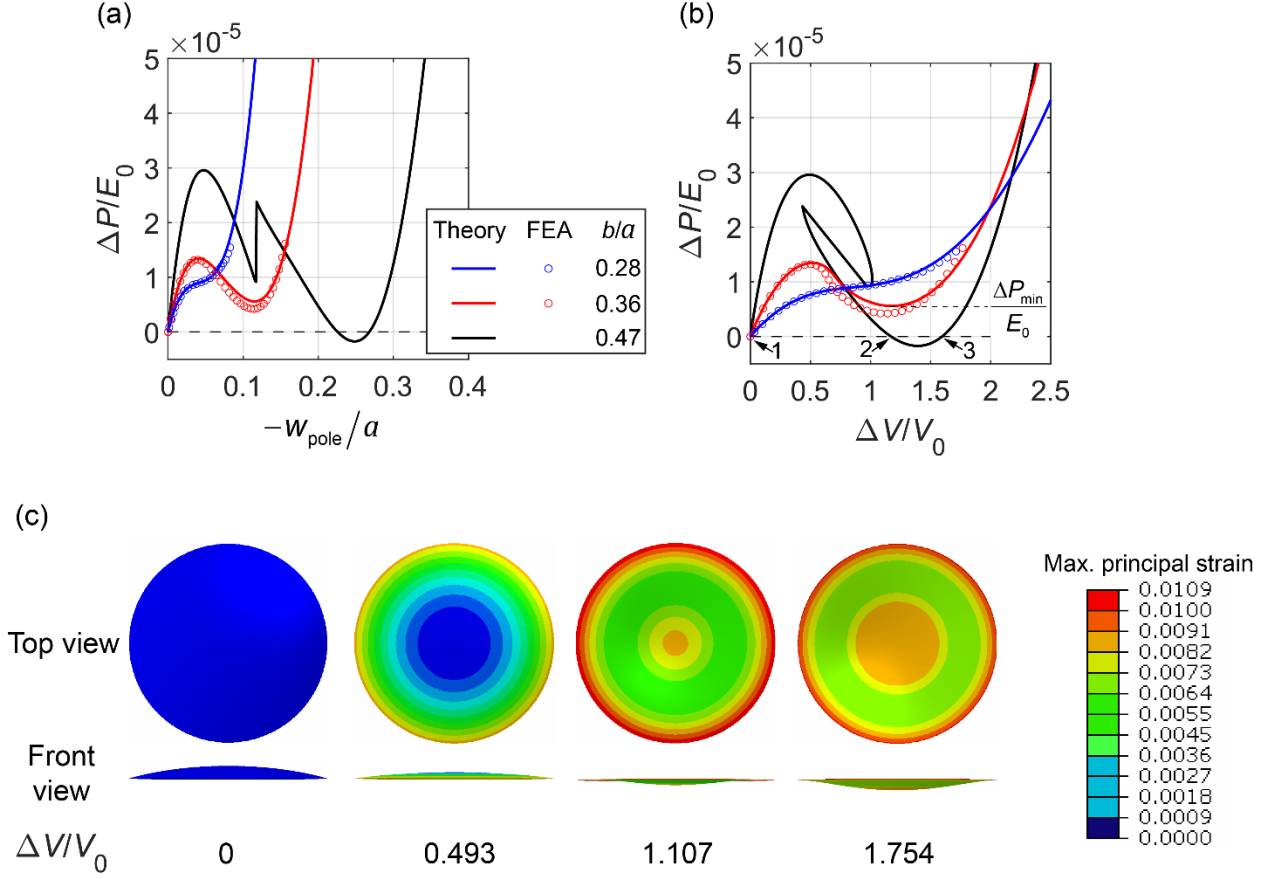 (a)
×10⁻⁵
5
4
3
2
1
0
ΔP/E₀
0 0.1 0.2 0.3 0.4
−w_pole/a
Theory FEA b/a
0.28
0.36
0.47
(b)
×10⁻⁵
5
4
3
2
1
0
ΔP/E₀
ΔP_min
E₀
1 2 3
0 0.5 1 1.5 2 2.5
ΔV/V₀
(c)
Top view
Front
view
ΔV/V₀ 0 0.493 1.107 1.754
Max. principal strain
0.0109
0.0100
0.0091
0.0082
0.0073
0.0064
0.0055
0.0045
0.0036
0.0027
0.0018
0.0009
0.0000